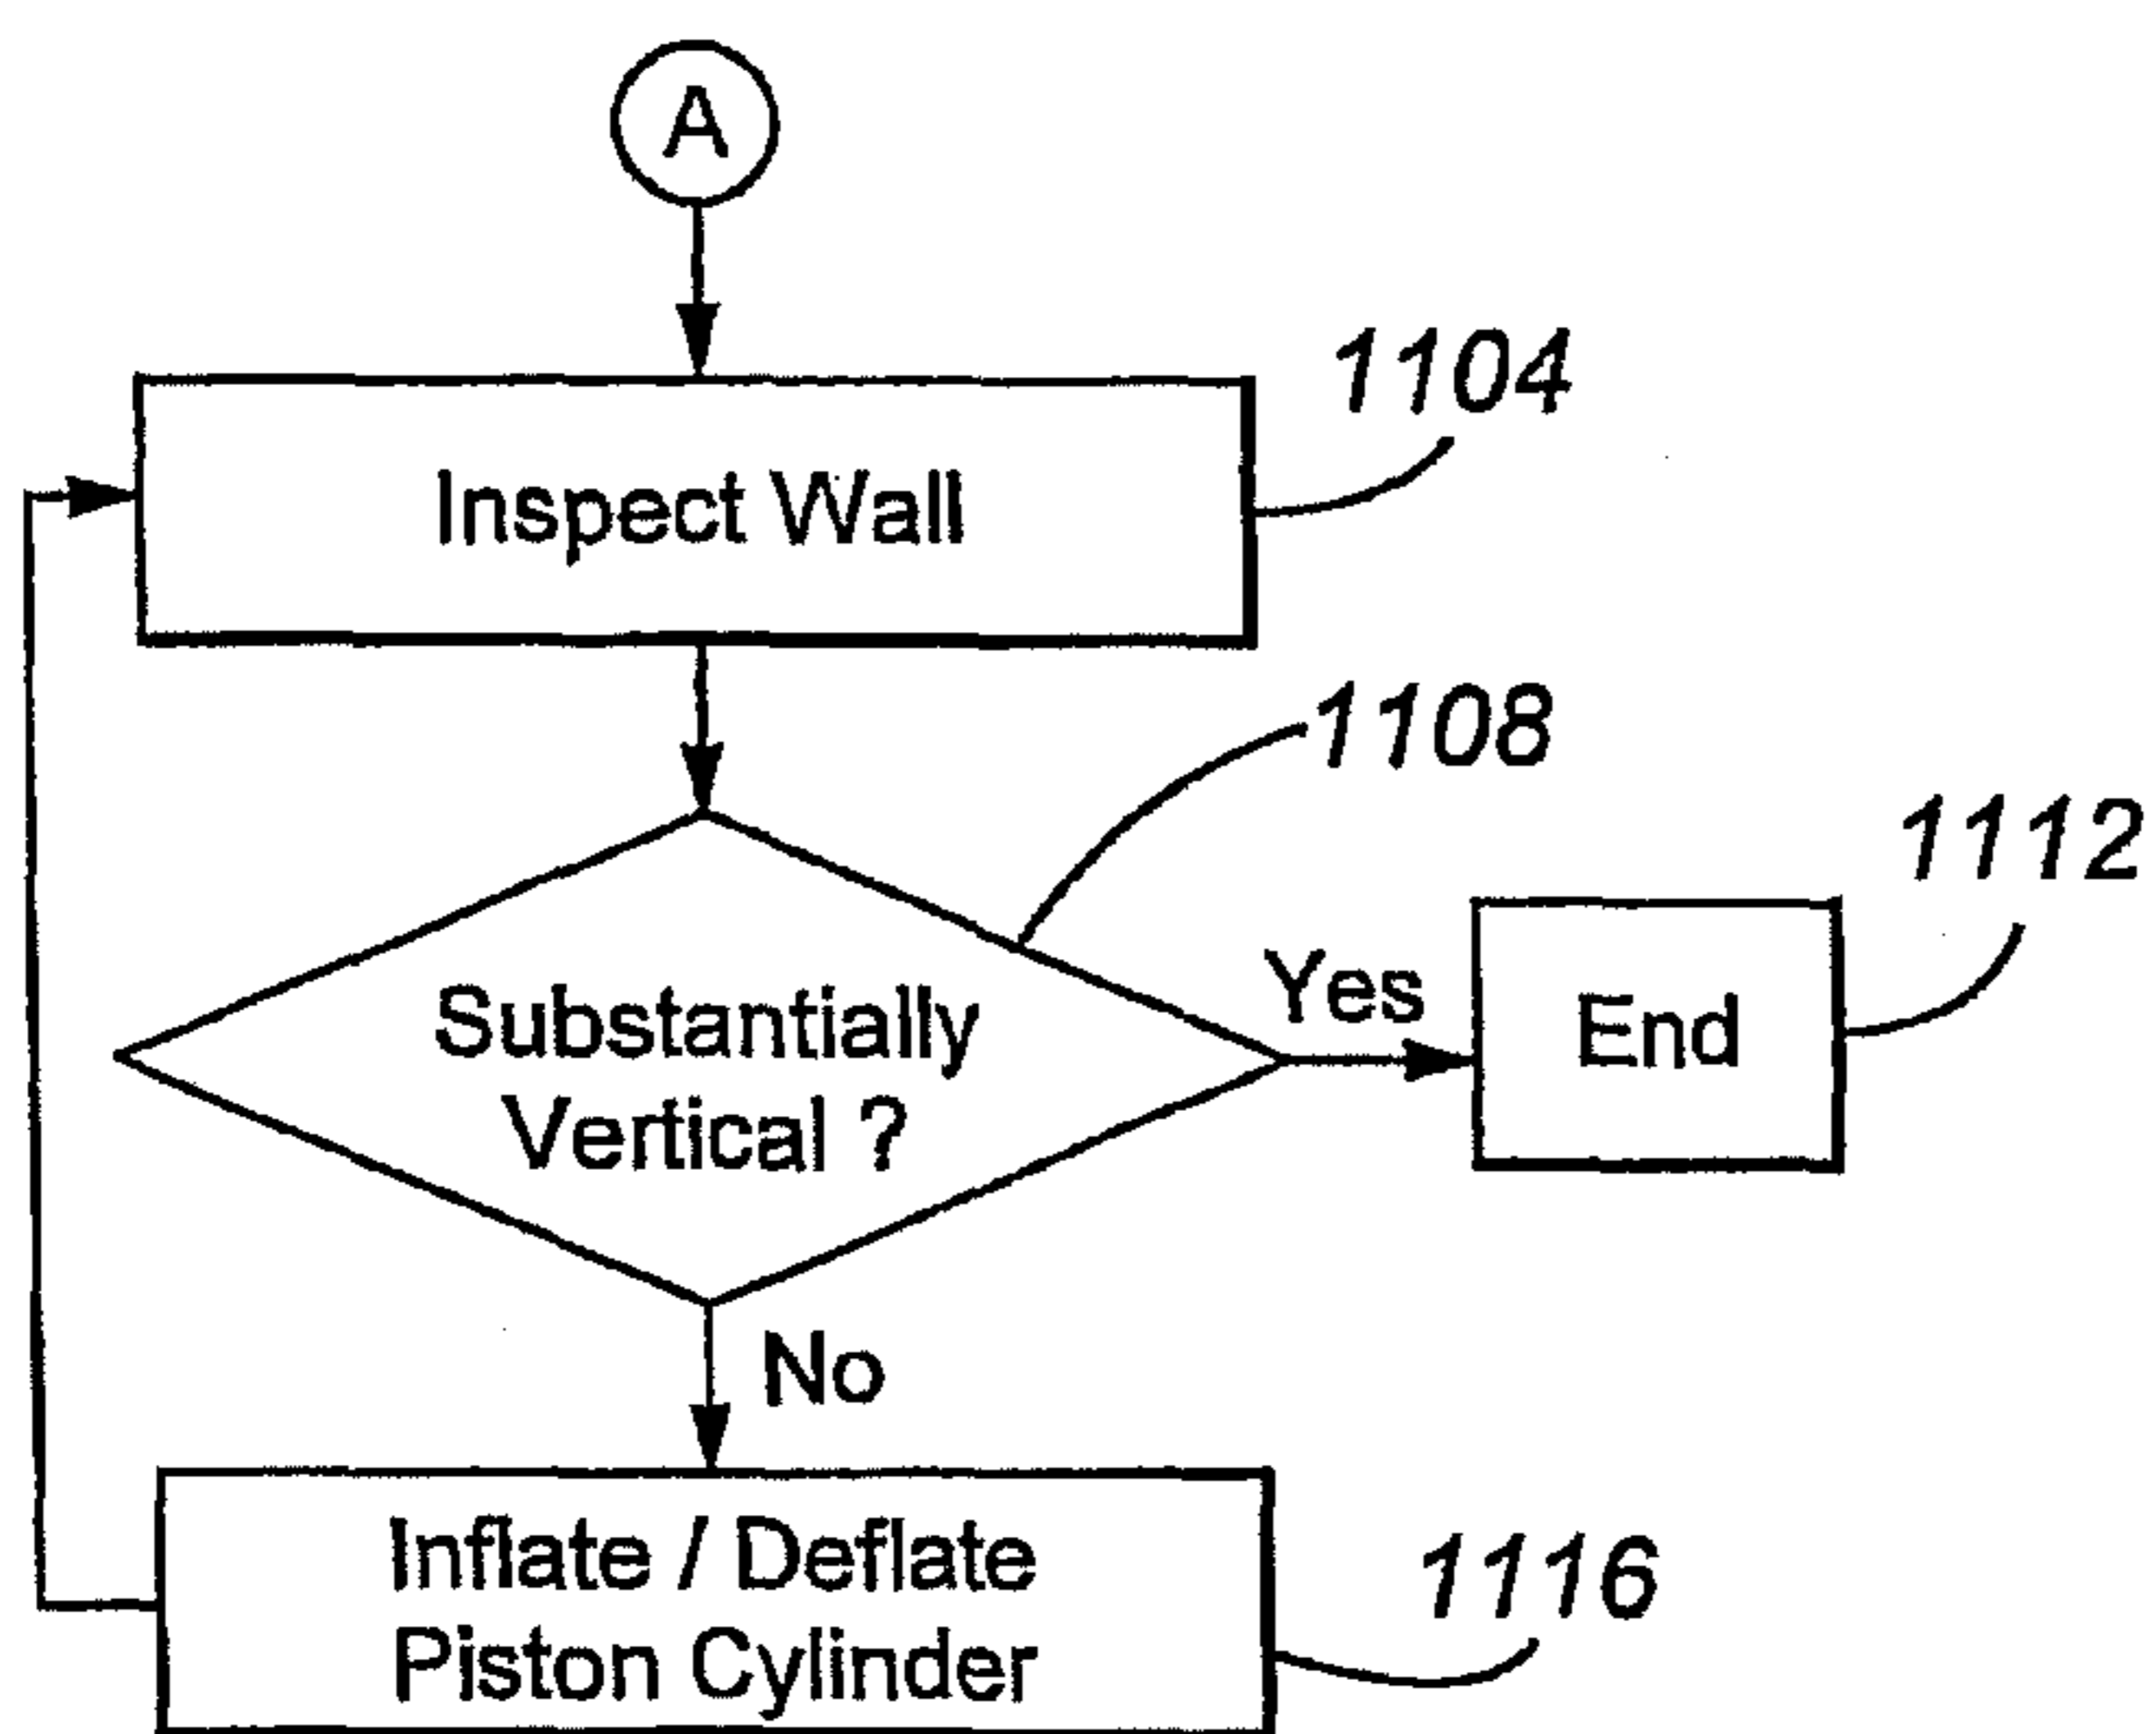 A
1104
Inspect Wall
1108
1112
Substantially
Vertical ?
Yes
End
No
Inflate / Deflate
Piston Cylinder
1116